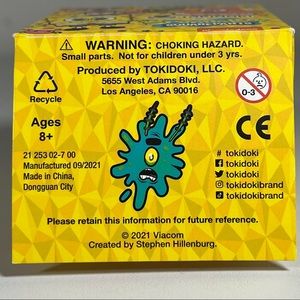 ⚠ WARNING: CHOKING HAZARD.
Small parts. Not for children under 3 yrs.
Produced by TOKIDOKI, LLC.
5655 West Adams Blvd.
Los Angeles, CA 90016
Recycle
0-3
Ages
8+
CE
21 253 02-7 00
Manufactured 09/2021
Made in China,
Dongguan City
# tokidoki
tokidoki
tokidokibrand
tokidoki
tokidokibrand
Please retain this information for future reference.
© 2021 Viacom
Created by Stephen Hillenburg.